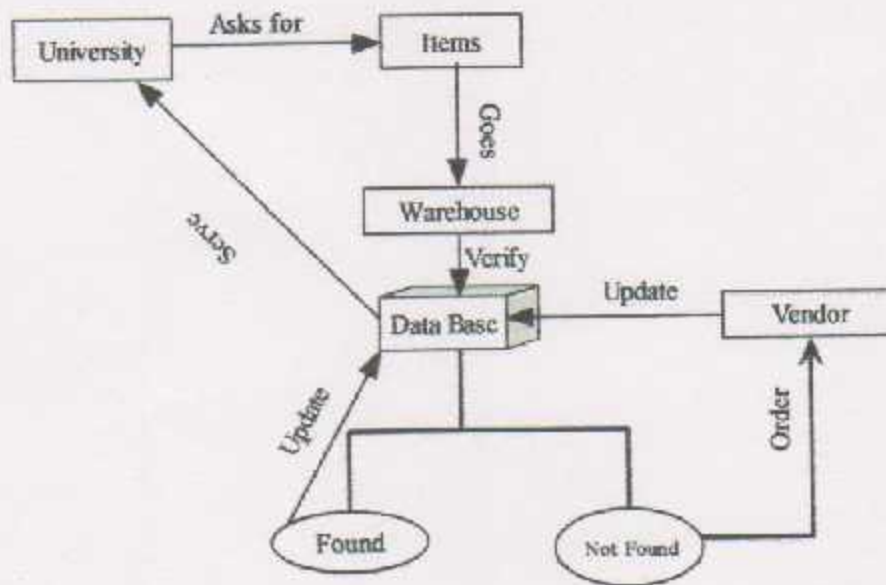 University
Asks for
Items
Goes
Warehouse
Verify
Serve
Data Base
Update
Vendor
Update
Order
Found
Not Found